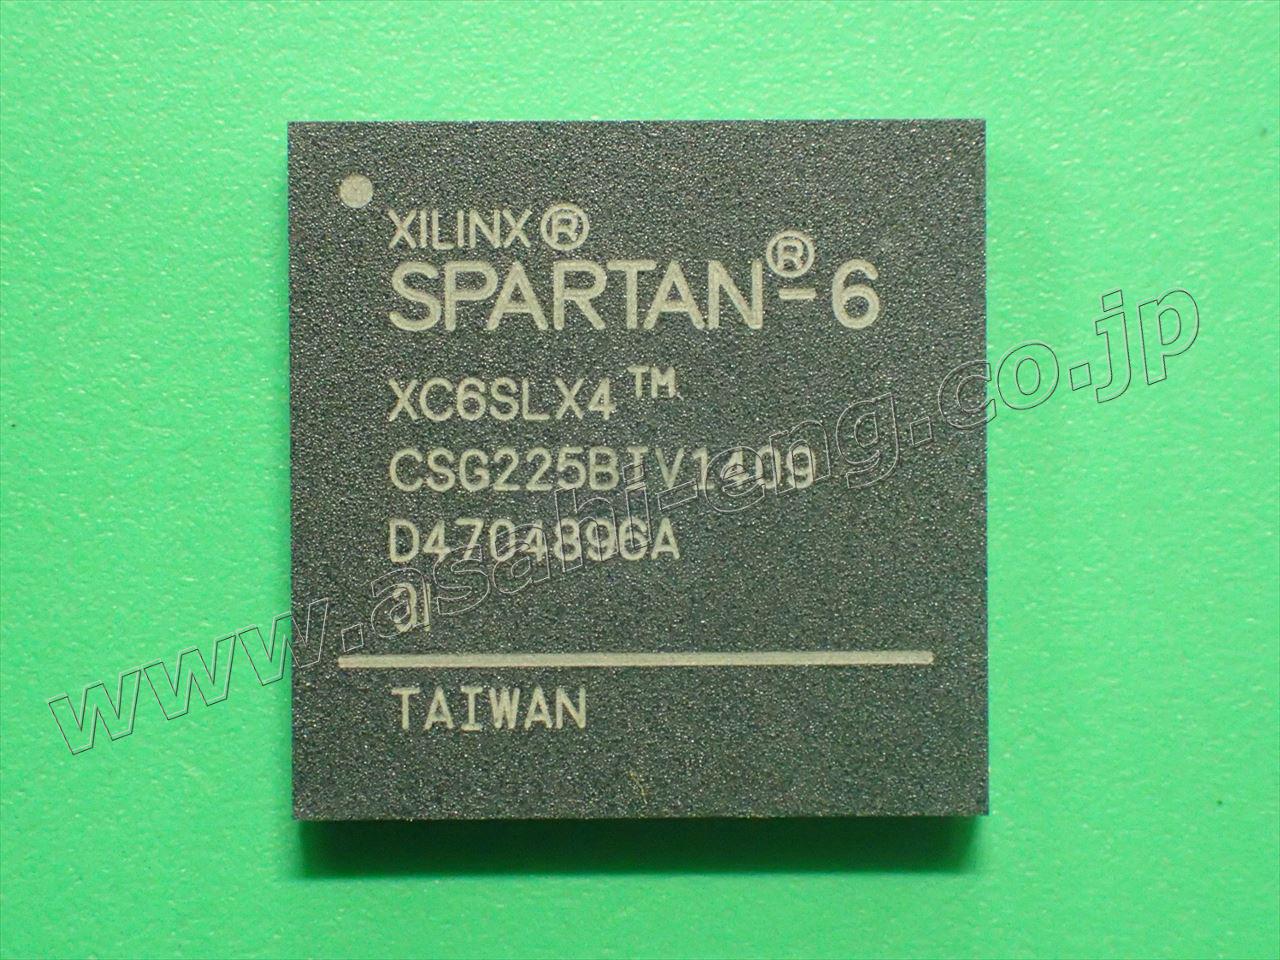 XILINX®
SPARTAN®-6
XC6SLX4™
CSG225BIV1409
D4704896A
TAIWAN
www.asahi-eng.co.jp